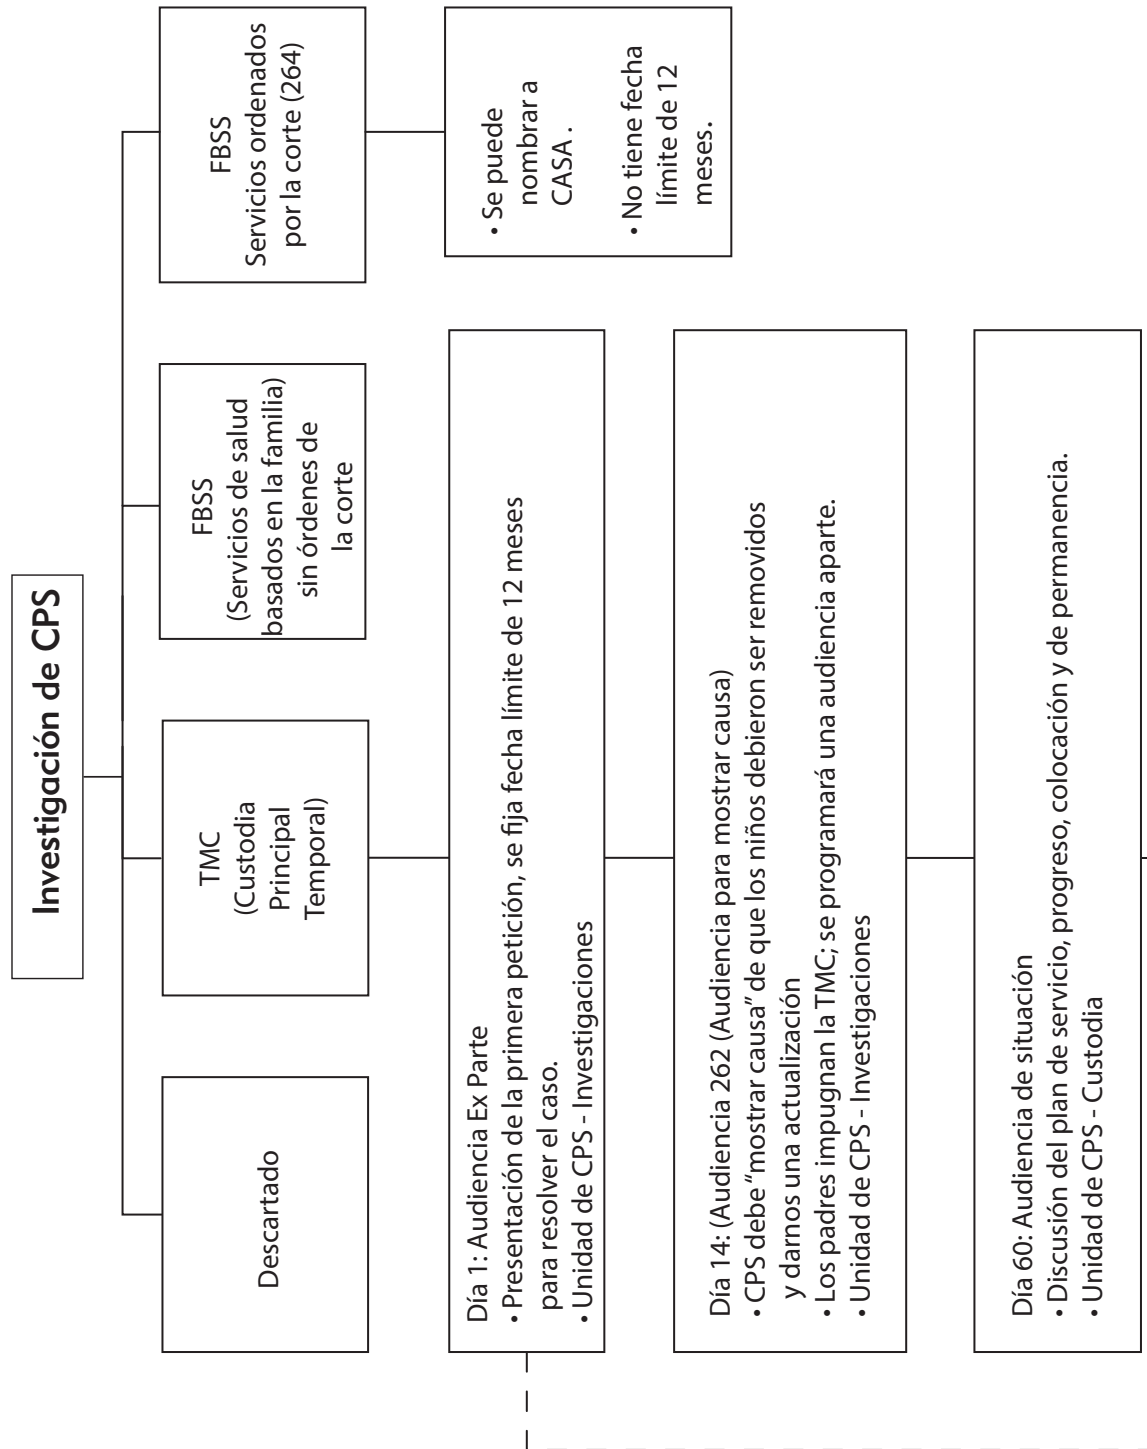 Investigación de CPS
Descartado
TMC
(Custodia
Principal
Temporal)
FBSS
(Servicios de salud
basados en la familia)
sin órdenes de
la corte
FBSS
Servicios ordenados
por la corte (264)
• Se puede
nombrar a
CASA .
• No tiene fecha
límite de 12
meses.
Día 1: Audiencia Ex Parte
• Presentación de la primera petición, se fija fecha límite de 12 meses
para resolver el caso.
• Unidad de CPS - Investigaciones
Día 14: (Audiencia 262 (Audiencia para mostrar causa)
• CPS debe “mostrar causa” de que los niños debieron ser removidos
y darnos una actualización
• Los padres impugnan la TMC; se programará una audiencia aparte.
• Unidad de CPS - Investigaciones
Día 60: Audiencia de situación
• Discusión del plan de servicio, progreso, colocación y de permanencia.
• Unidad de CPS - Custodia